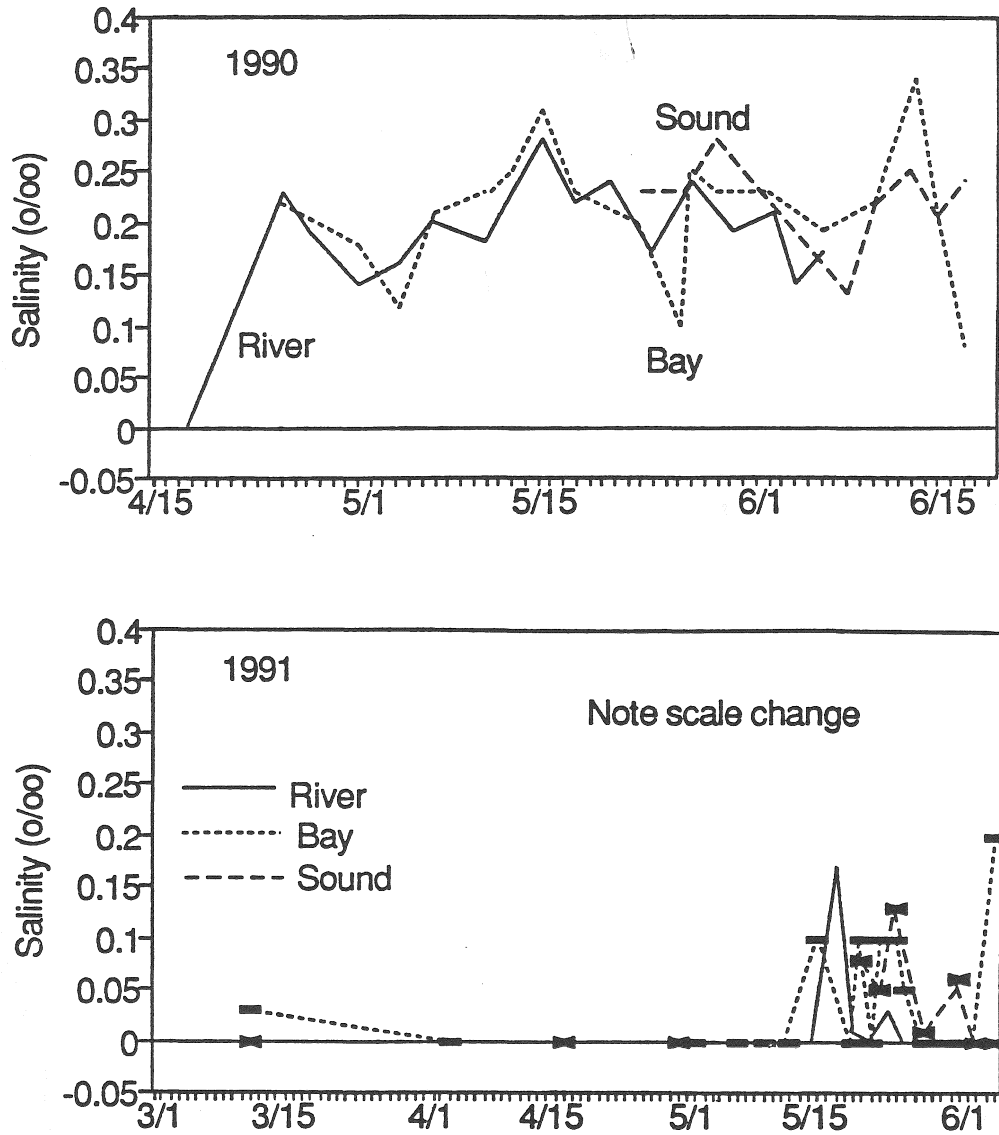 0.4
1990
0.35
0.3
Sound
0.25
Salinity (o/oo)
0.2
0.15
0.1
River
Bay
0.05
0
-0.05
4/15 5/1 5/15 6/1 6/15
0.4
1991
0.35
Note scale change
0.3
0.25
River
Salinity (o/oo)
0.2
Bay
0.15
Sound
0.1
0.05
0
-0.05
3/1 3/15 4/1 4/15 5/1 5/15 6/1